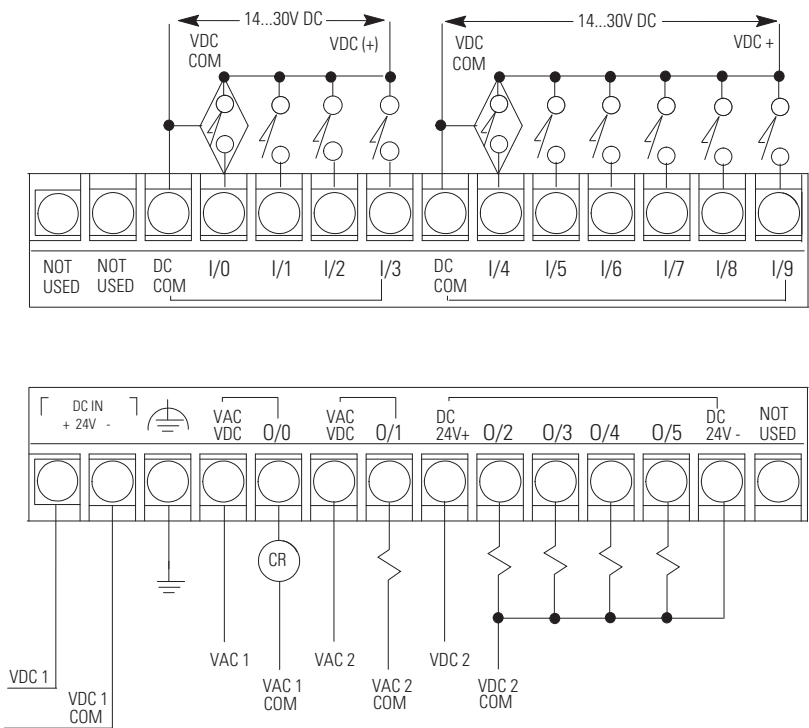 14...30V DC
14...30V DC
VDC
COM
VDC (+)
VDC
COM
VDC +
NOT
USED
NOT
USED
DC
COM
I/0
I/1
I/2
I/3
DC
COM
I/4
I/5
I/6
I/7
I/8
I/9
DC IN
+ 24V -
VAC
VDC
O/0
VAC
VDC
O/1
DC
24V+
O/2
O/3
O/4
O/5
DC
24V -
NOT
USED
CR
VDC 1
VDC 1
COM
VAC 1
VAC 1
COM
VAC 2
VAC 2
COM
VDC 2
VDC 2
COM